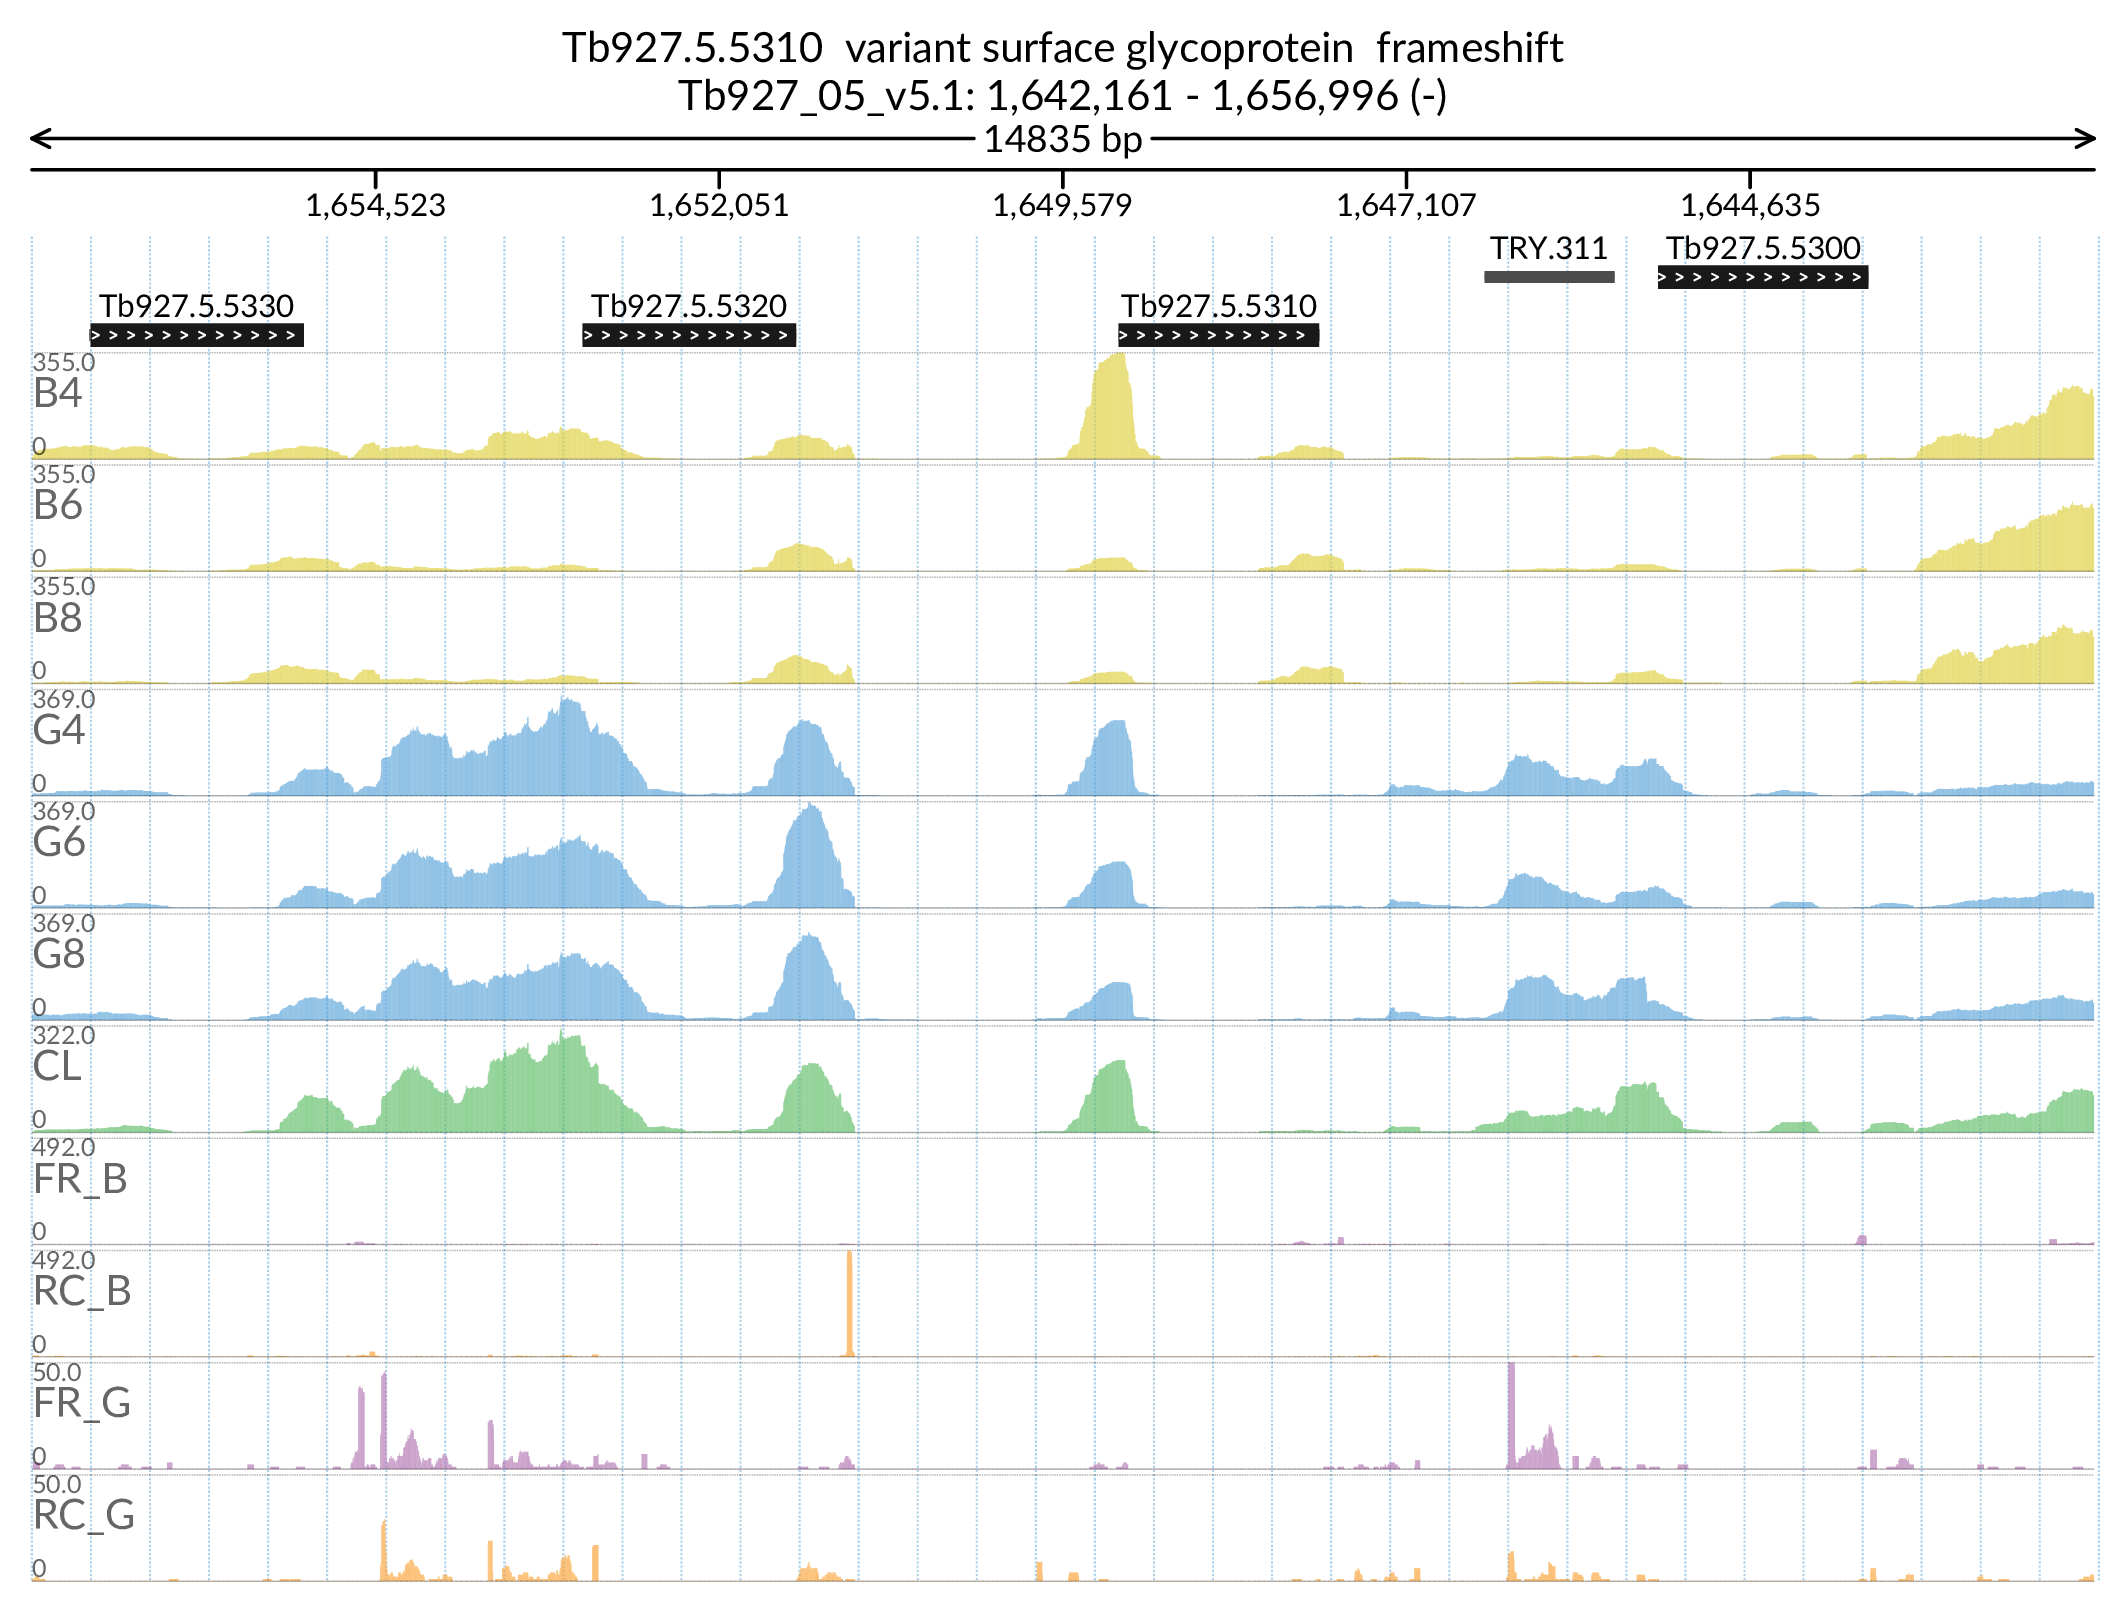 Tb927.5.5310 variant surface glycoprotein frameshift
Tb927_05_v5.1: 1,642,161 - 1,656,996 (-)
14835 bp
1,654,523 1,652,051 1,649,579 1,647,107 1,644,635
TRY.311 Tb927.5.5300
Tb927.5.5330 Tb927.5.5320 Tb927.5.5310
355.0
B4
0
355.0
B6
0
355.0
B8
0
369.0
G4
0
369.0
G6
0
369.0
G8
0
322.0
CL
0
492.0
FR_B
0
492.0
RC_B
0
50.0
FR_G
0
50.0
RC_G
0